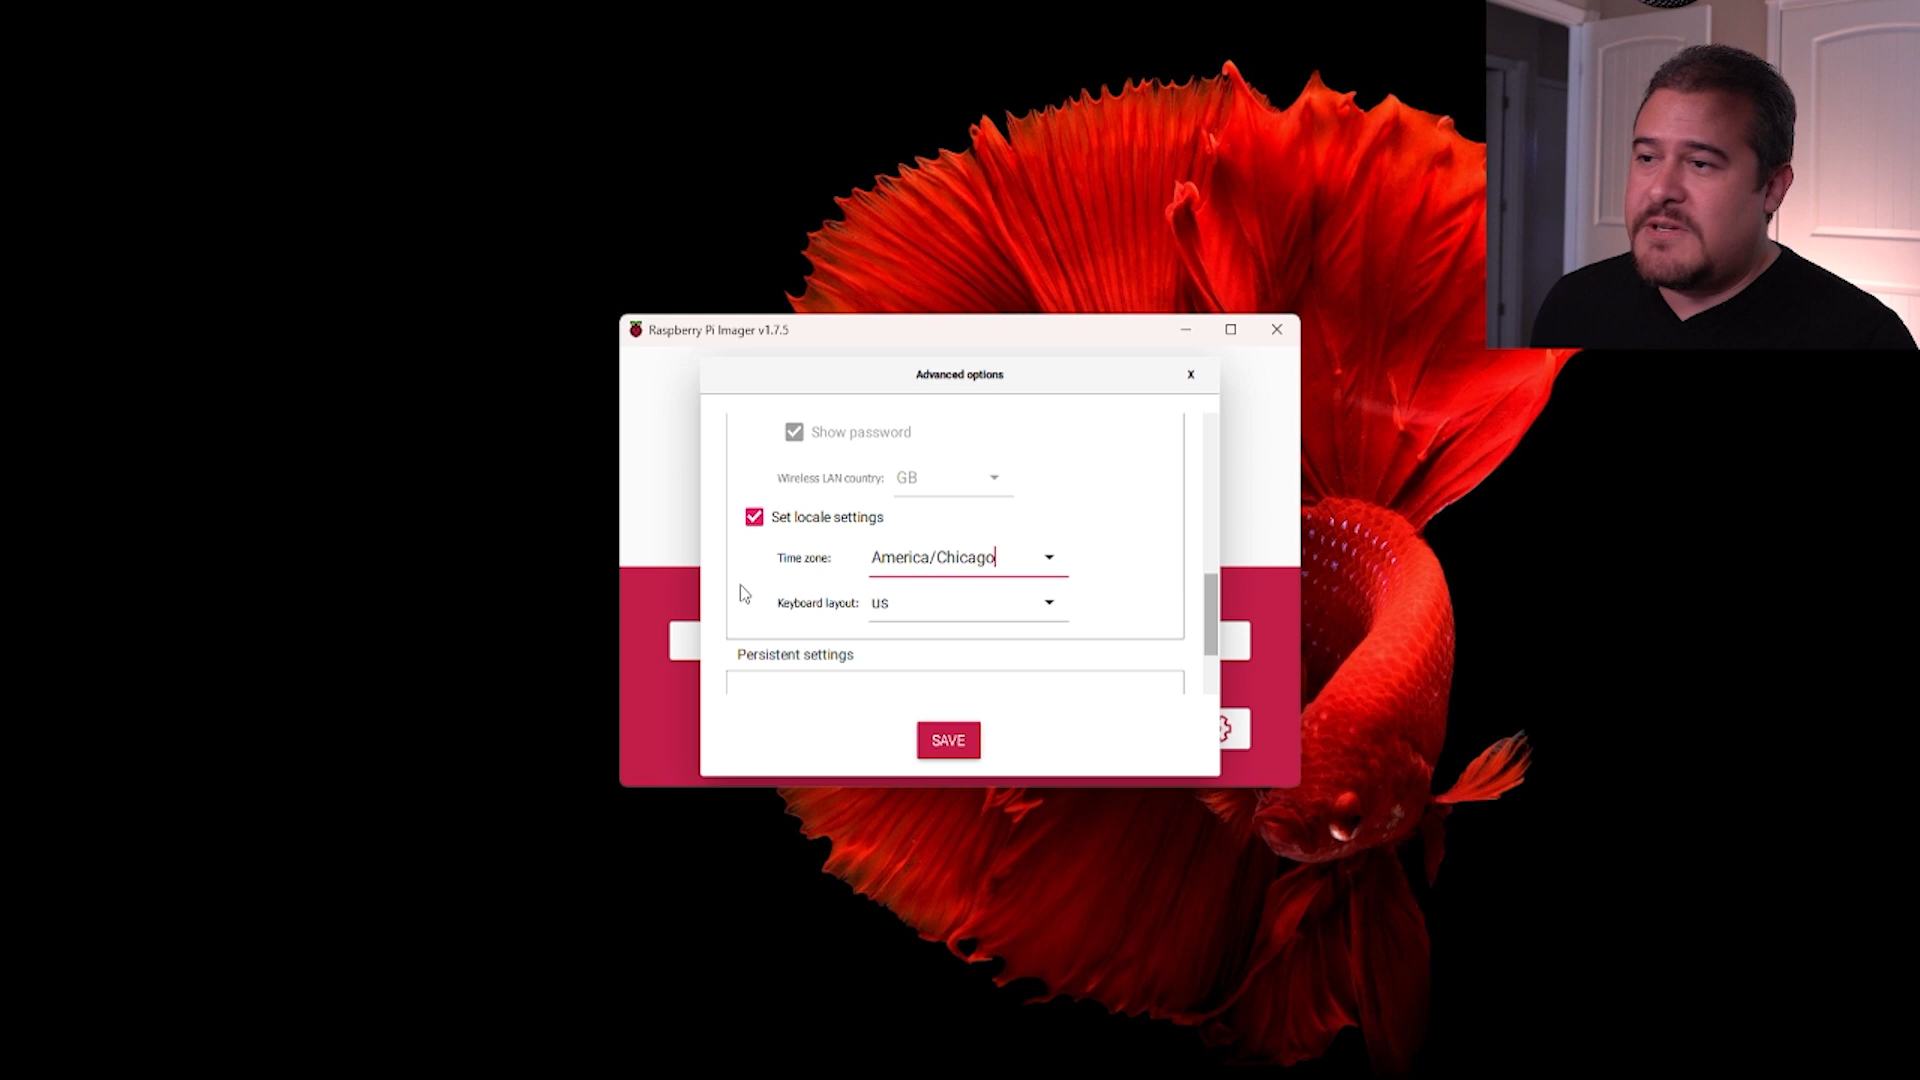 Raspberry Pi Imager v1.7.5
Advanced options
X
Show password
Wireless LAN country: GB
Set locale settings
Time zone: America/Chicago
Keyboard layout: us
Persistent settings
SAVE